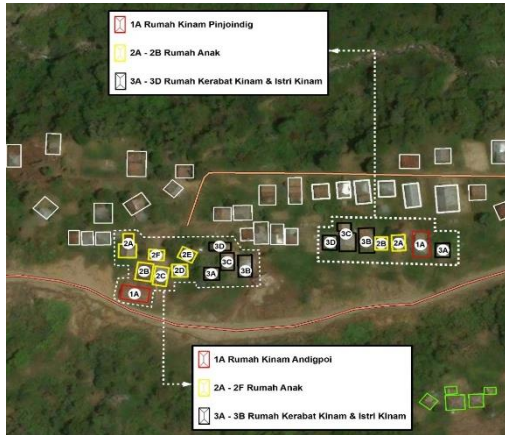 1A Rumah Kinam Pinjoindig
2A - 2B Rumah Anak
3A - 3D Rumah Kerabat Kinam & Istri Kinam
3D 3C 3B 2B 2A 1A 3A
2A 2F 2E 3D
2B 2C 2D 3A 3C 3B
1A
1A Rumah Kinam Andigpoi
2A - 2F Rumah Anak
3A - 3B Rumah Kerabat Kinam & Istri Kinam